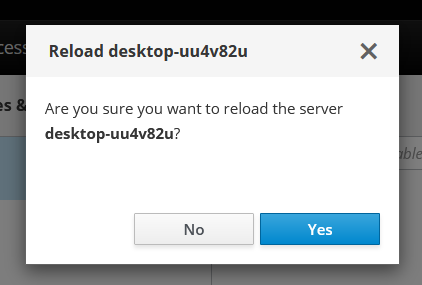 Reload desktop-uu4v82u
Are you sure you want to reload the server
desktop-uu4v82u?
No
Yes